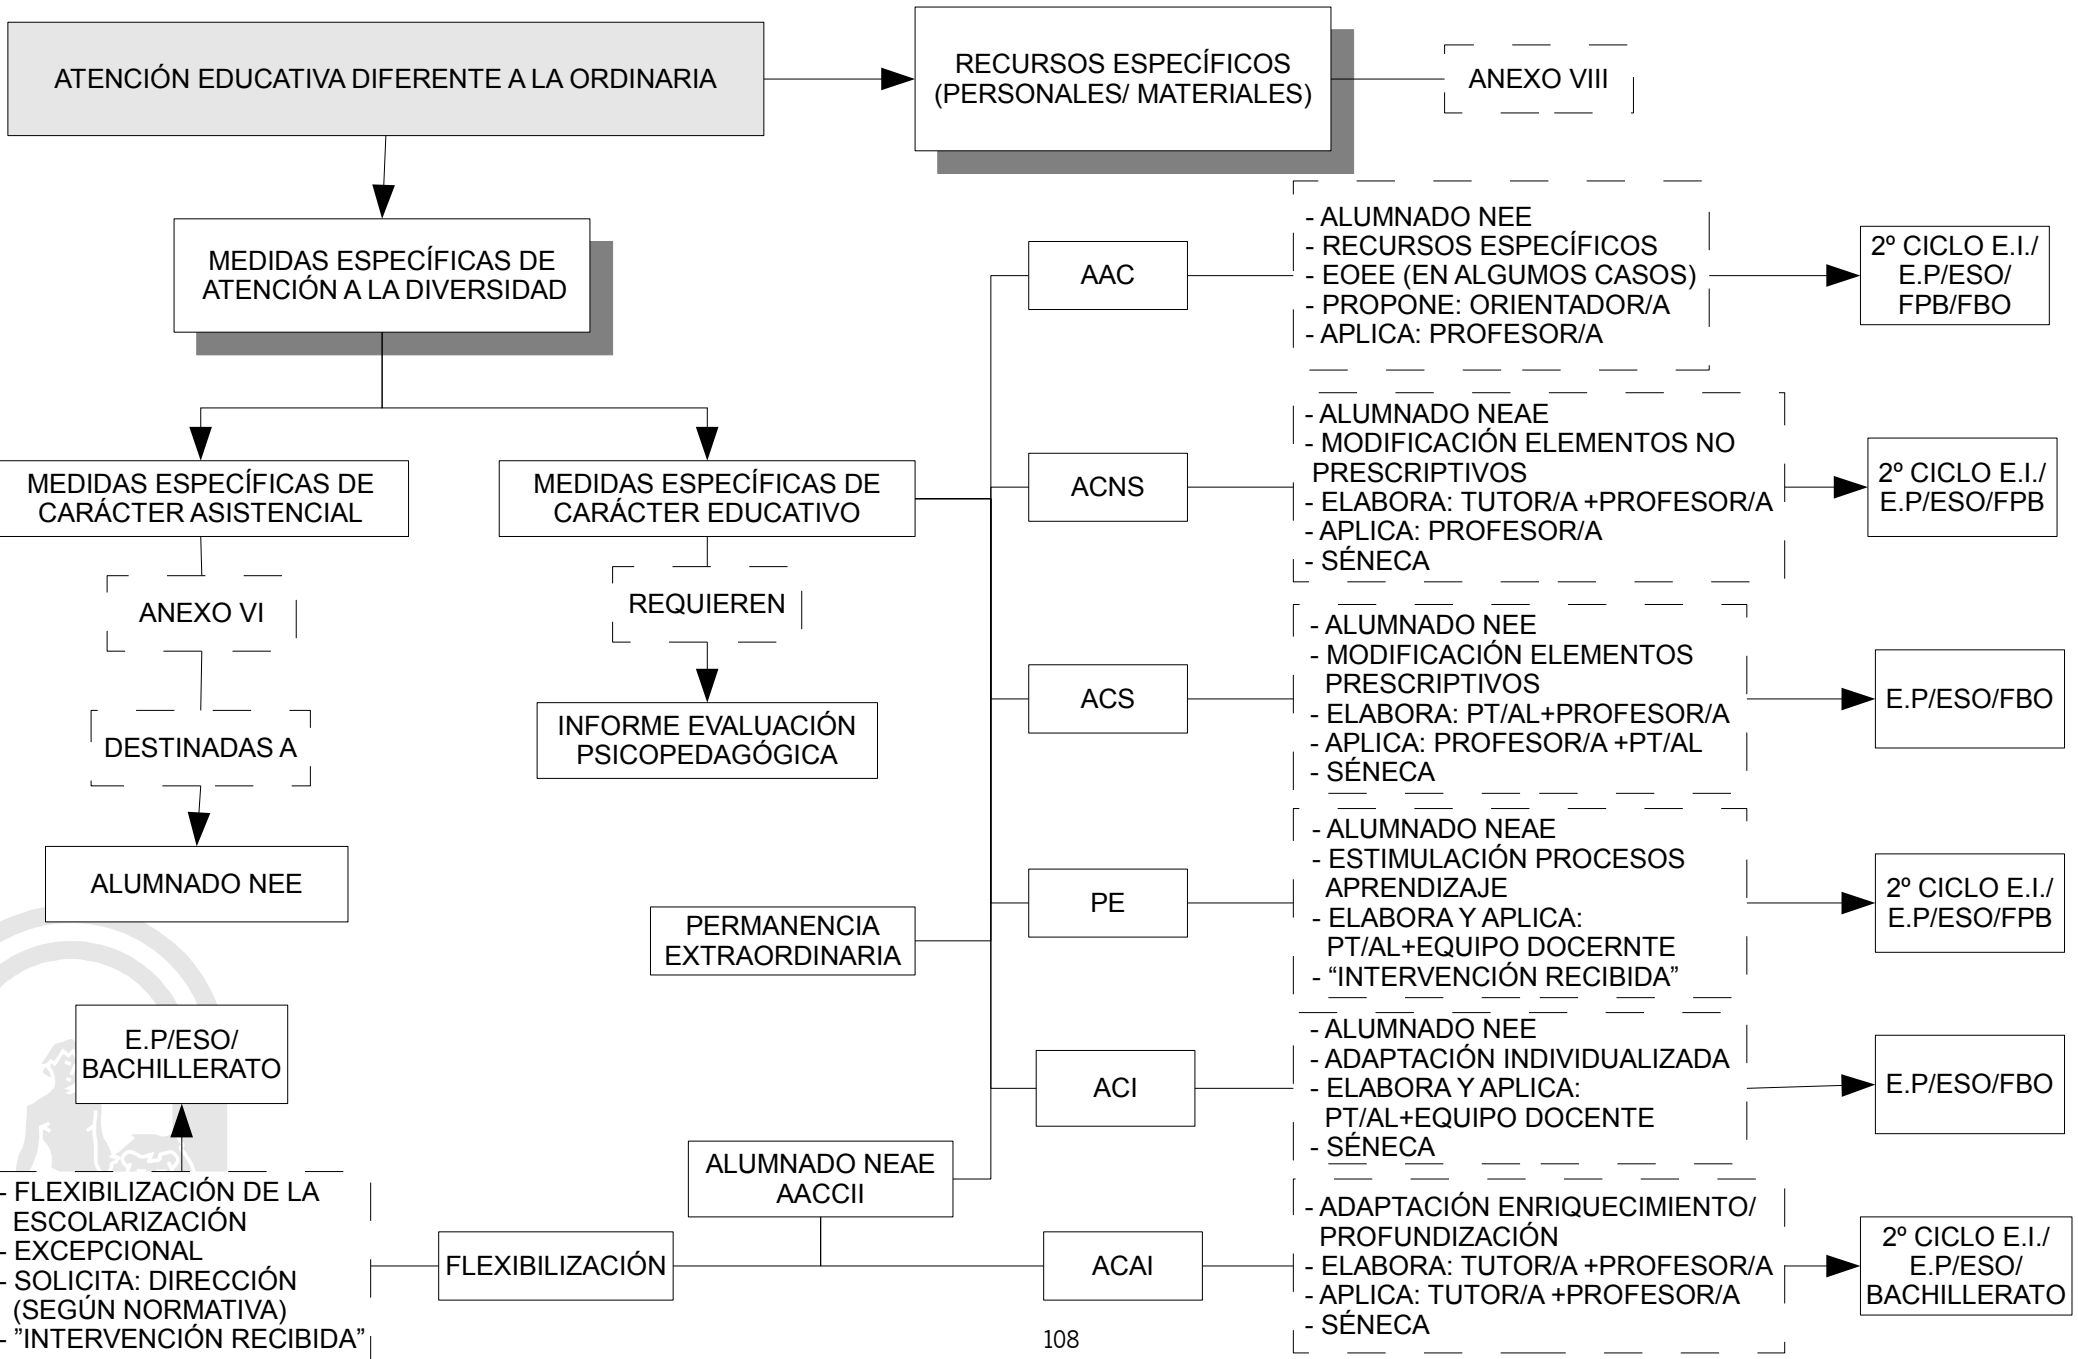 ATENCIÓN EDUCATIVA DIFERENTE A LA ORDINARIA
RECURSOS ESPECÍFICOS
(PERSONALES/ MATERIALES)
ANEXO VIII
MEDIDAS ESPECÍFICAS DE
ATENCIÓN A LA DIVERSIDAD
MEDIDAS ESPECÍFICAS DE
CARÁCTER ASISTENCIAL
ANEXO VI
DESTINADAS A
ALUMNADO NEE
MEDIDAS ESPECÍFICAS DE
CARÁCTER EDUCATIVO
REQUIEREN
INFORME EVALUACIÓN
PSICOPEDAGÓGICA
AAC
- ALUMNADO NEE
- RECURSOS ESPECÍFICOS
- EOEE (EN ALGUMOS CASOS)
- PROPONE: ORIENTADOR/A
- APLICA: PROFESOR/A
2º CICLO E.I./
E.P/ESO/
FPB/FBO
ACNS
- ALUMNADO NEAE
- MODIFICACIÓN ELEMENTOS NO
PRESCRIPTIVOS
- ELABORA: TUTOR/A +PROFESOR/A
- APLICA: PROFESOR/A
- SÉNECA
2º CICLO E.I./
E.P/ESO/FPB
ACS
- ALUMNADO NEE
- MODIFICACIÓN ELEMENTOS
PRESCRIPTIVOS
- ELABORA: PT/AL+PROFESOR/A
- APLICA: PROFESOR/A +PT/AL
- SÉNECA
E.P/ESO/FBO
PE
- ALUMNADO NEAE
- ESTIMULACIÓN PROCESOS
APRENDIZAJE
- ELABORA Y APLICA:
PT/AL+EQUIPO DOCERNTE
- “INTERVENCIÓN RECIBIDA”
2º CICLO E.I./
E.P/ESO/FPB
PERMANENCIA
EXTRAORDINARIA
ACI
- ALUMNADO NEE
- ADAPTACIÓN INDIVIDUALIZADA
- ELABORA Y APLICA:
PT/AL+EQUIPO DOCENTE
- SÉNECA
E.P/ESO/FBO
ALUMNADO NEAE
AACCII
ACAI
- ADAPTACIÓN ENRIQUECIMIENTO/
PROFUNDIZACIÓN
- ELABORA: TUTOR/A +PROFESOR/A
- APLICA: TUTOR/A +PROFESOR/A
- SÉNECA
2º CICLO E.I./
E.P/ESO/
BACHILLERATO
FLEXIBILIZACIÓN
- FLEXIBILIZACIÓN DE LA
ESCOLARIZACIÓN
- EXCEPCIONAL
- SOLICITA: DIRECCIÓN
(SEGÚN NORMATIVA)
- ”INTERVENCIÓN RECIBIDA”
E.P/ESO/
BACHILLERATO
108